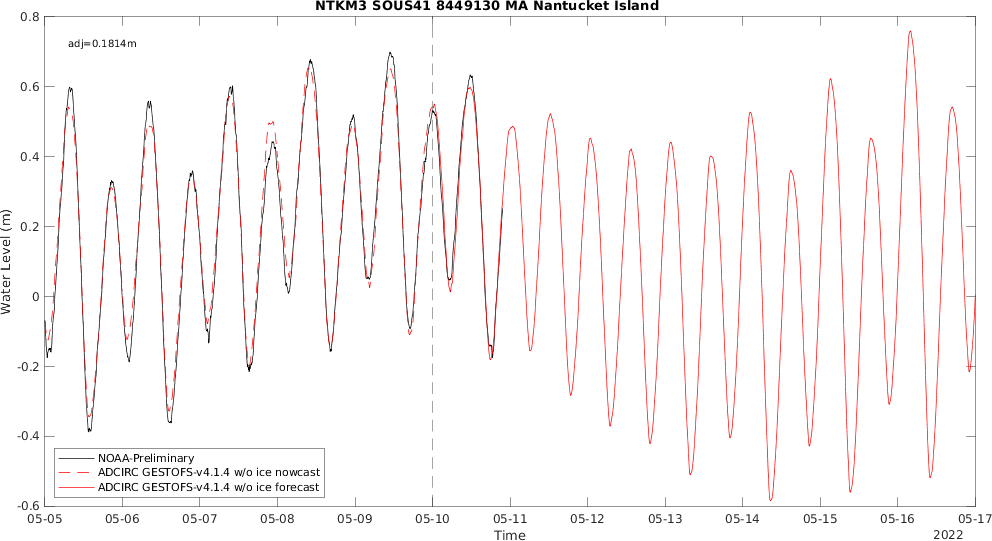 NTKM3 SOUS41 8449130 MA Nantucket Island
adj=0.1814m
0.8
0.6
0.4
0.2
0
-0.2
-0.4
-0.6
Water Level (m)
NOAA-Preliminary
ADCIRC GESTOFS-v4.1.4 w/o ice nowcast
ADCIRC GESTOFS-v4.1.4 w/o ice forecast
05-05 05-06 05-07 05-08 05-09 05-10 05-11 05-12 05-13 05-14 05-15 05-16 05-17
Time
2022